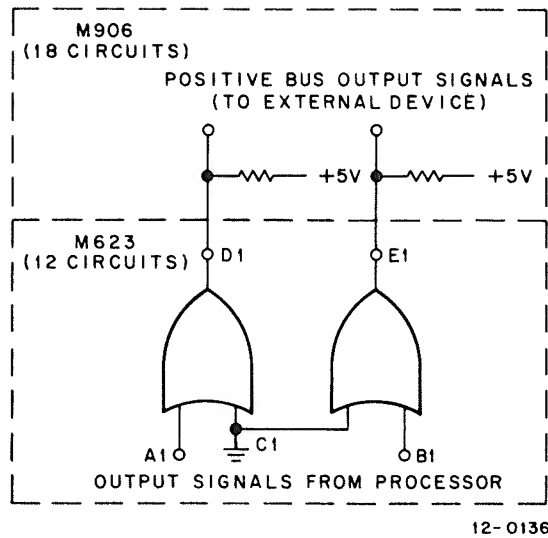 M906
(18 CIRCUITS)
POSITIVE BUS OUTPUT SIGNALS
(TO EXTERNAL DEVICE)
+5V
+5V
M623
(12 CIRCUITS)
D1
E1
A1
C1
B1
OUTPUT SIGNALS FROM PROCESSOR
12-0136